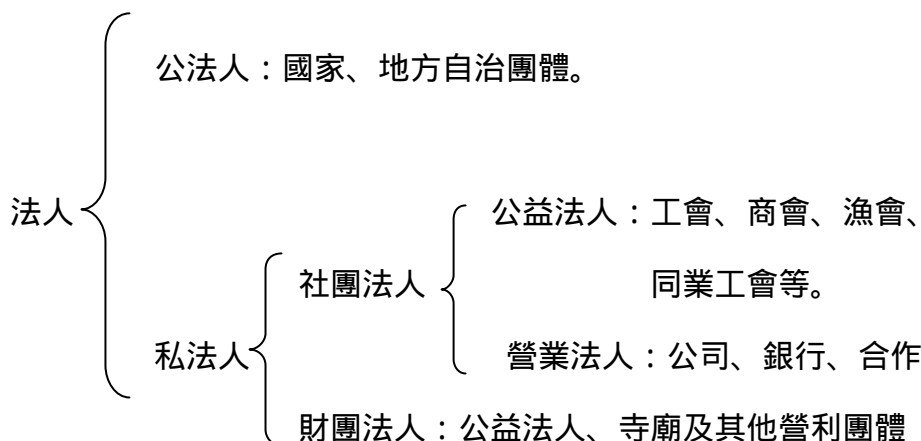 公法人：國家、地方自治團體。
法人
公益法人：工會、商會、漁會、
社團法人
同業工會等。
私法人
營業法人：公司、銀行、合作
財團法人：公益法人、寺廟及其他營利團體